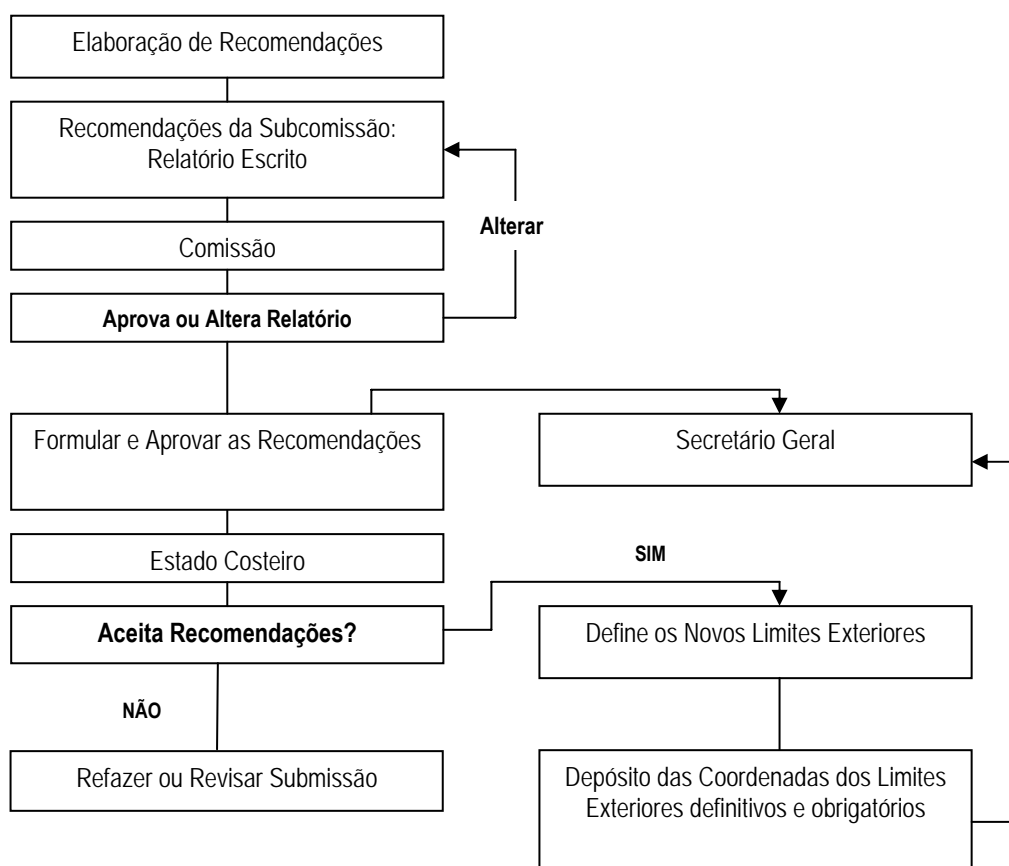 Elaboração de Recomendações
Recomendações da Subcomissão:
Relatório Escrito
Alterar
Comissão
Aprova ou Altera Relatório
Formular e Aprovar as Recomendações
Secretário Geral
Estado Costeiro
SIM
Aceita Recomendações?
Define os Novos Limites Exteriores
NÃO
Refazer ou Revisar Submissão
Depósito das Coordenadas dos Limites
Exteriores definitivos e obrigatórios